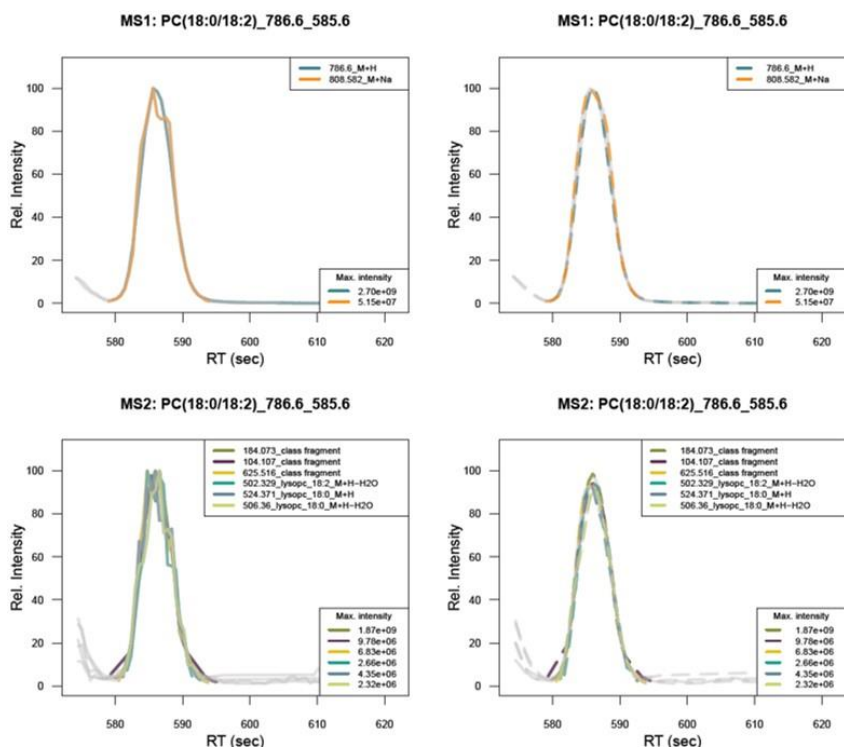 MS1: PC(18:0/18:2)_786.6_585.6
786.6_M+H
808.582_M+Na
Rel. Intensity
100
80
60
40
20
0
Max. intensity
2.70e+09
5.15e+07
580
590
600
610
620
RT (sec)
MS1: PC(18:0/18:2)_786.6_585.6
786.6_M+H
808.582_M+Na
Rel. Intensity
100
80
60
40
20
0
Max. intensity
2.70e+09
5.15e+07
580
590
600
610
620
RT (sec)
MS2: PC(18:0/18:2)_786.6_585.6
184.073_class fragment
104.107_class fragment
625.516_class fragment
502.329_lysopc_18:2_M+H-H2O
524.371_lysopc_18:0_M+H
506.36_lysopc_18:0_M+H-H2O
Rel. Intensity
100
80
60
40
20
0
Max. intensity
1.87e+09
9.78e+06
6.83e+06
2.66e+06
4.35e+06
2.32e+06
580
590
600
610
620
RT (sec)
MS2: PC(18:0/18:2)_786.6_585.6
184.073_class fragment
104.107_class fragment
625.516_class fragment
502.329_lysopc_18:2_M+H-H2O
524.371_lysopc_18:0_M+H
506.36_lysopc_18:0_M+H-H2O
Rel. Intensity
100
80
60
40
20
0
Max. intensity
1.87e+09
9.78e+06
6.83e+06
2.66e+06
4.35e+06
2.32e+06
580
590
600
610
620
RT (sec)